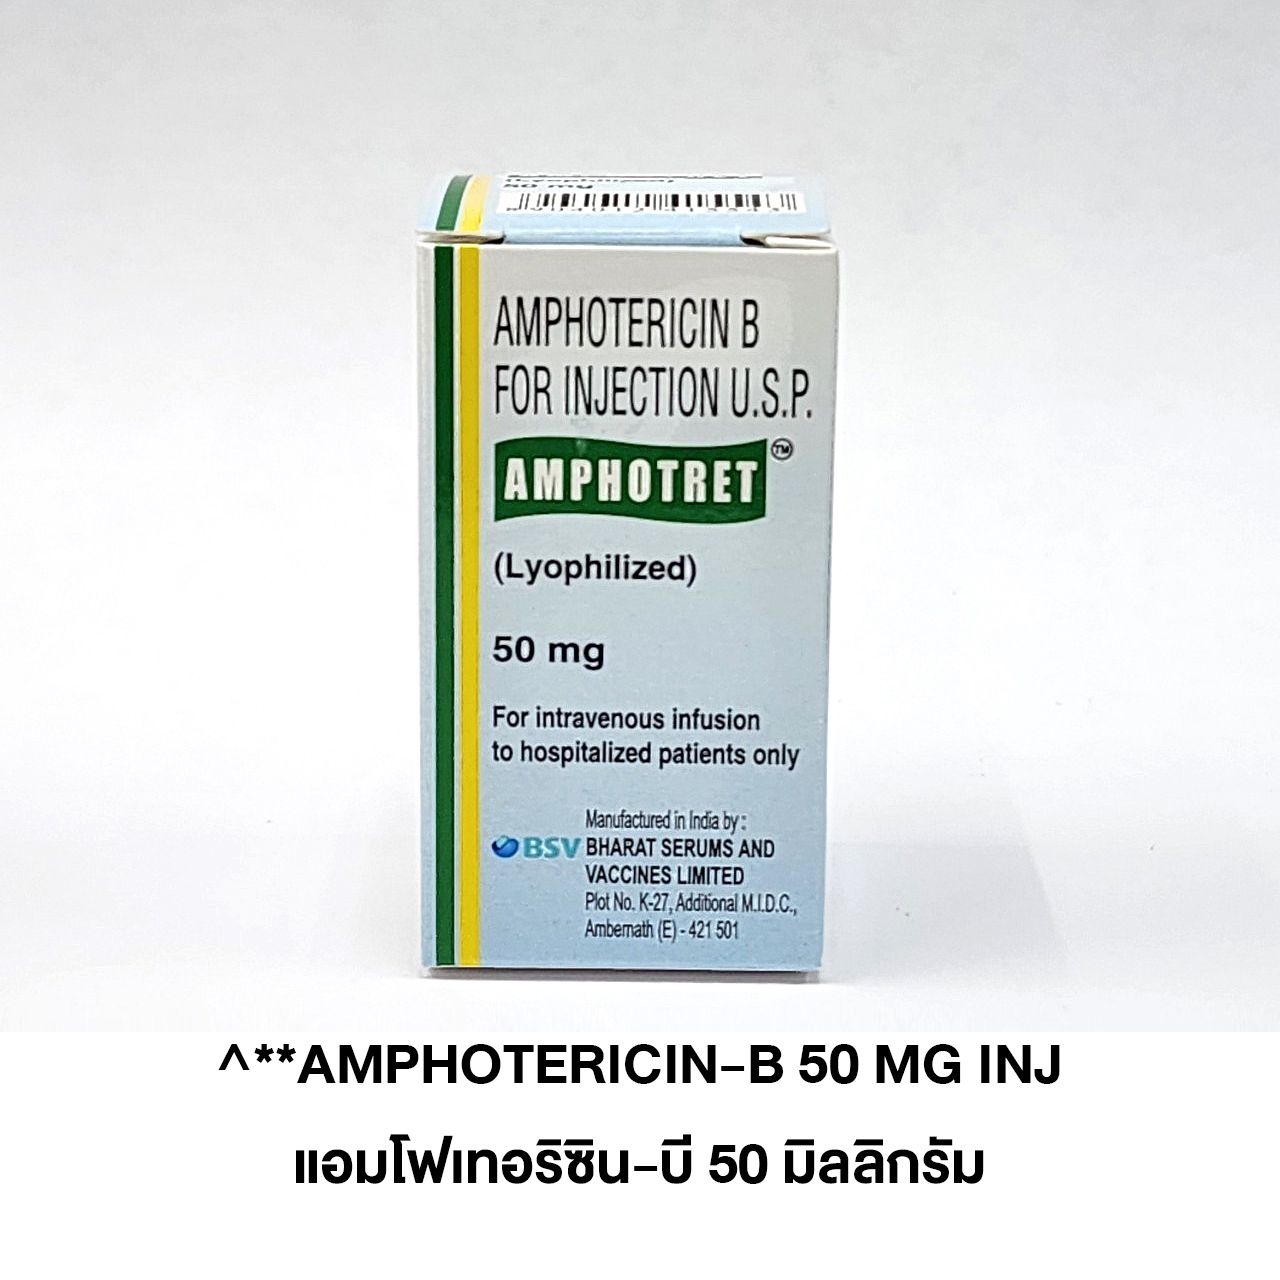 50 mg
AMPHOTERICIN B
FOR INJECTION U.S.P.
AMPHOTRET™
(Lyophilized)
50 mg
For intravenous infusion
to hospitalized patients only
Manufactured in India by :
BSV BHARAT SERUMS AND
VACCINES LIMITED
Plot No. K-27, Additional M.I.D.C.,
Ambernath (E) - 421 501
^**AMPHOTERICIN-B 50 MG INJ
แอมโฟเทอริซิน-บี 50 มิลลิกรัม